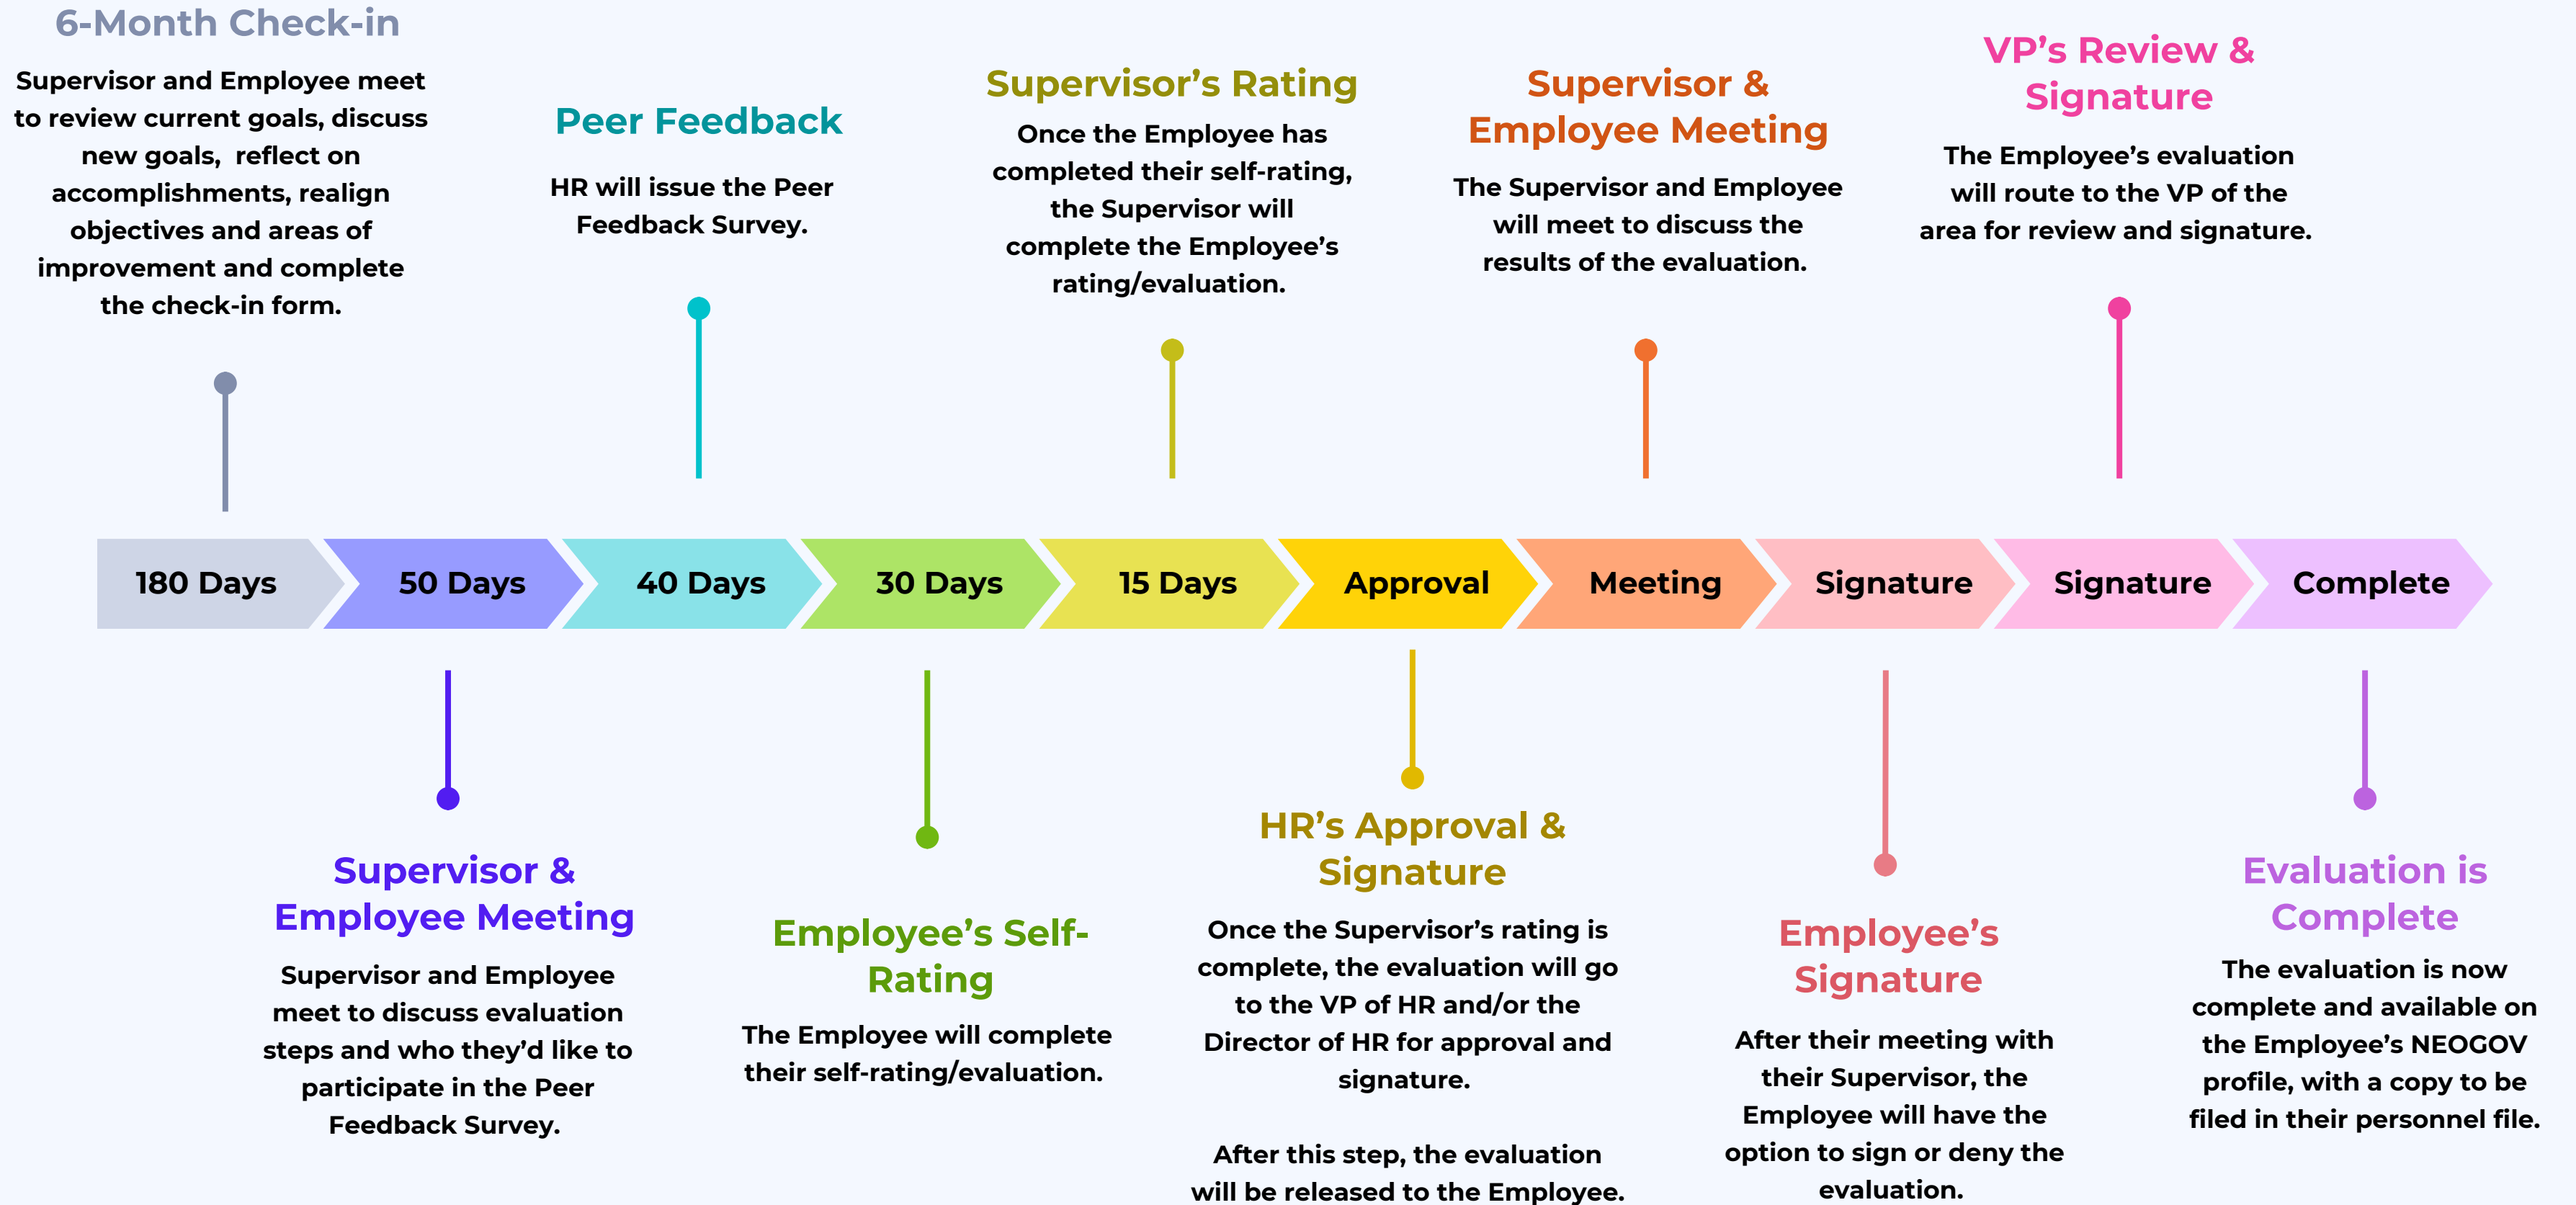 6-Month Check-in
Supervisor and Employee meet
to review current goals, discuss
new goals,  reflect on
accomplishments, realign
objectives and areas of
improvement and complete
the check-in form.
Peer Feedback
HR will issue the Peer
Feedback Survey.
Supervisor’s Rating
Once the Employee has
completed their self-rating,
the Supervisor will
complete the Employee’s
rating/evaluation.
Supervisor &
Employee Meeting
The Supervisor and Employee
will meet to discuss the
results of the evaluation.
VP’s Review &
Signature
The Employee’s evaluation
will route to the VP of the
area for review and signature.
180 Days
50 Days
40 Days
30 Days
15 Days
Approval
Meeting
Signature
Signature
Complete
Supervisor &
Employee Meeting
Supervisor and Employee
meet to discuss evaluation
steps and who they’d like to
participate in the Peer
Feedback Survey.
Employee’s Self-
Rating
The Employee will complete
their self-rating/evaluation.
HR’s Approval &
Signature
Once the Supervisor’s rating is
complete, the evaluation will go
to the VP of HR and/or the
Director of HR for approval and
signature.
After this step, the evaluation
will be released to the Employee.
Employee’s
Signature
After their meeting with
their Supervisor, the
Employee will have the
option to sign or deny the
evaluation.
Evaluation is
Complete
The evaluation is now
complete and available on
the Employee’s NEOGOV
profile, with a copy to be
filed in their personnel file.